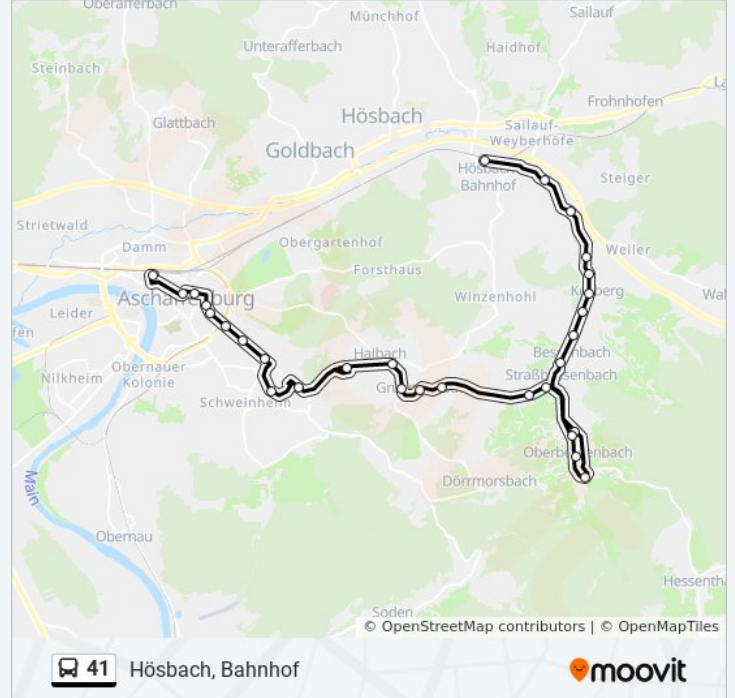 Oberafferbach
Münchhof
Sailauf
Unterafferbach
Haidhof
Steinbach
Frohnhofen
Glattbach
Hösbach
Sailauf-
Weyberhöfe
Goldbach
Hösbach
Bahnhof
Steiger
Strietwald
Damm
Obergartenhof
Weiler
Forsthaus
Aschaffenburg
Winzenhohl
Keilberg
Leider
Haibach
Bessenbach
Obernauer
Kolonie
Straßbessenbach
Nilkheim
Schweinheim
Oberbessenbach
Dörrmorsbach
Main
Obernau
Soden
© OpenStreetMap contributors | © OpenMapTiles
41 Hösbach, Bahnhof
moovit